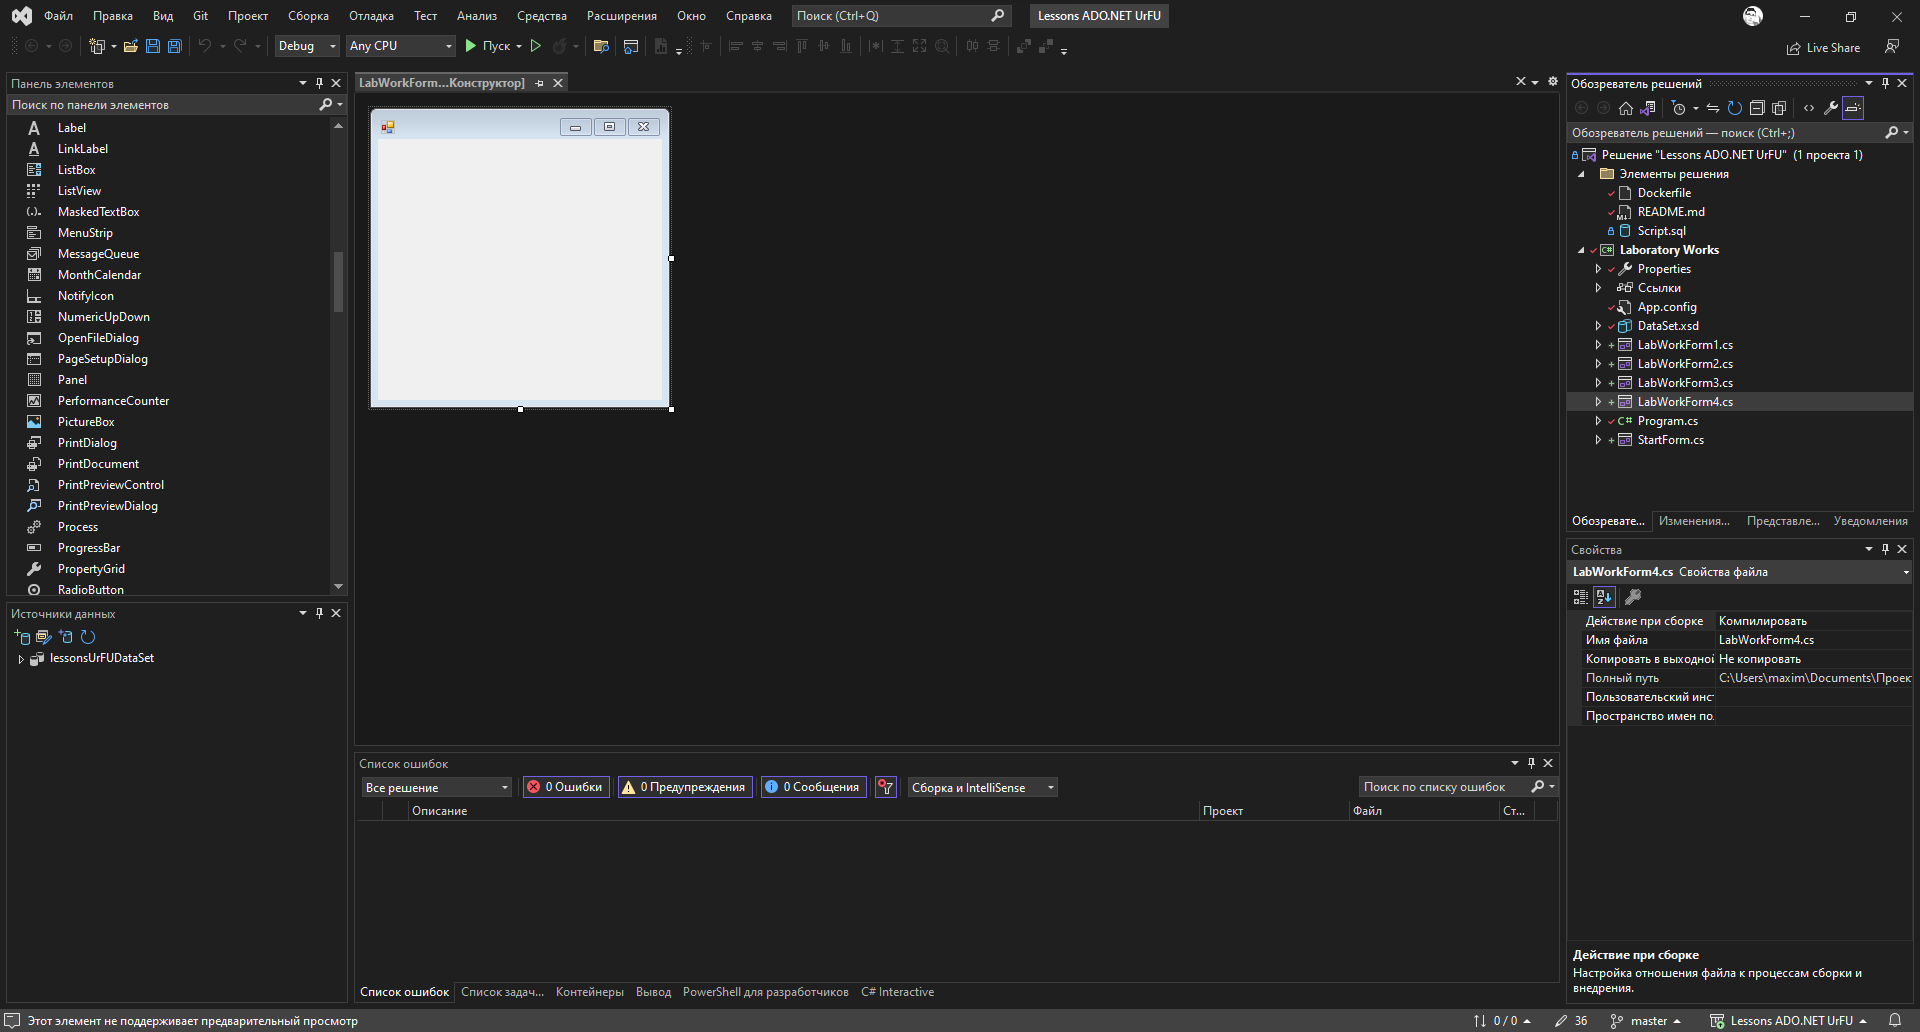 Файл Правка Вид Git Проект Сборка Отладка Тест Анализ Средства Расширения Окно Справка Поиск (Ctrl+Q) Lessons ADO.NET UrFU
Debug Any CPU Пуск Live Share
Панель элементов
Поиск по панели элементов
Label
LinkLabel
ListBox
ListView
MaskedTextBox
MenuStrip
MessageQueue
MonthCalendar
NotifyIcon
NumericUpDown
OpenFileDialog
PageSetupDialog
Panel
PerformanceCounter
PictureBox
PrintDialog
PrintDocument
PrintPreviewControl
PrintPreviewDialog
Process
ProgressBar
PropertyGrid
RadioButton
Источники данных
lessonsUrFUDataSet
LabWorkForm...Конструктор]
Список ошибок
Все решение 0 Ошибки 0 Предупреждения 0 Сообщения Сборка и IntelliSense Поиск по списку ошибок
Описание Проект Файл Ст...
Список ошибок Список задач... Контейнеры Вывод PowerShell для разработчиков C# Interactive
Обозреватель решений
Обозреватель решений — поиск (Ctrl+;)
Решение "Lessons ADO.NET UrFU" (1 проекта 1)
Элементы решения
Dockerfile
README.md
Script.sql
Laboratory Works
Properties
Ссылки
App.config
DataSet.xsd
LabWorkForm1.cs
LabWorkForm2.cs
LabWorkForm3.cs
LabWorkForm4.cs
C# Program.cs
StartForm.cs
Обозревате... Изменения... Представле... Уведомления
Свойства
LabWorkForm4.cs Свойства файла
Действие при сборке Компилировать
Имя файла LabWorkForm4.cs
Копировать в выходной Не копировать
Полный путь C:\Users\maxim\Documents\Проек
Пользовательский инс
Пространство имен по
Действие при сборке
Настройка отношения файла к процессам сборки и
внедрения.
Этот элемент не поддерживает предварительный просмотр 0 / 0 36 master Lessons ADO.NET UrFU